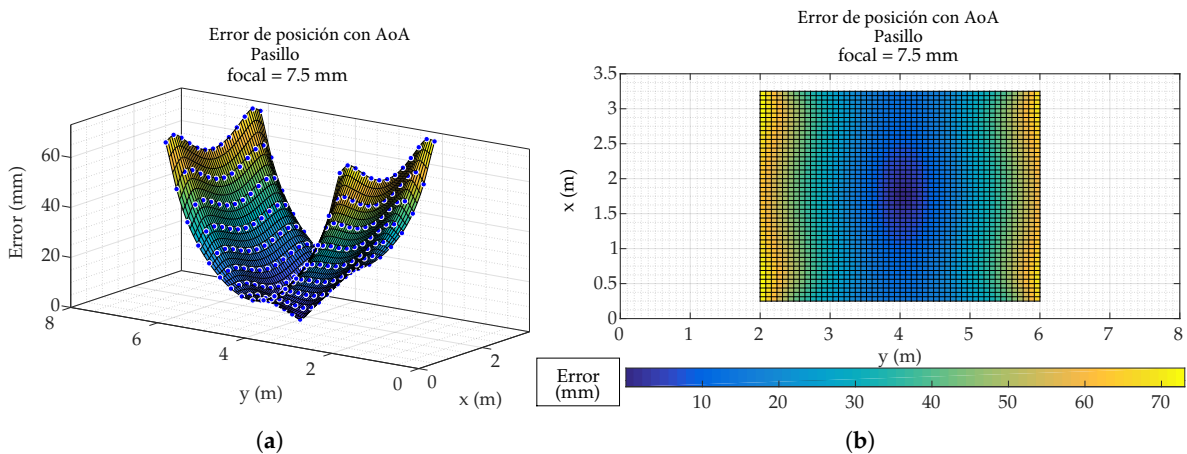 Error de posición con AoA
Pasillo
focal = 7.5 mm
Error (mm)
60
40
20
0
8
6
4
2
0
0
2
y (m)
x (m)
(a)
Error de posición con AoA
Pasillo
focal = 7.5 mm
x (m)
3.5
3
2.5
2
1.5
1
0.5
0
0 1 2 3 4 5 6 7 8
y (m)
Error
(mm)
10 20 30 40 50 60 70
(b)